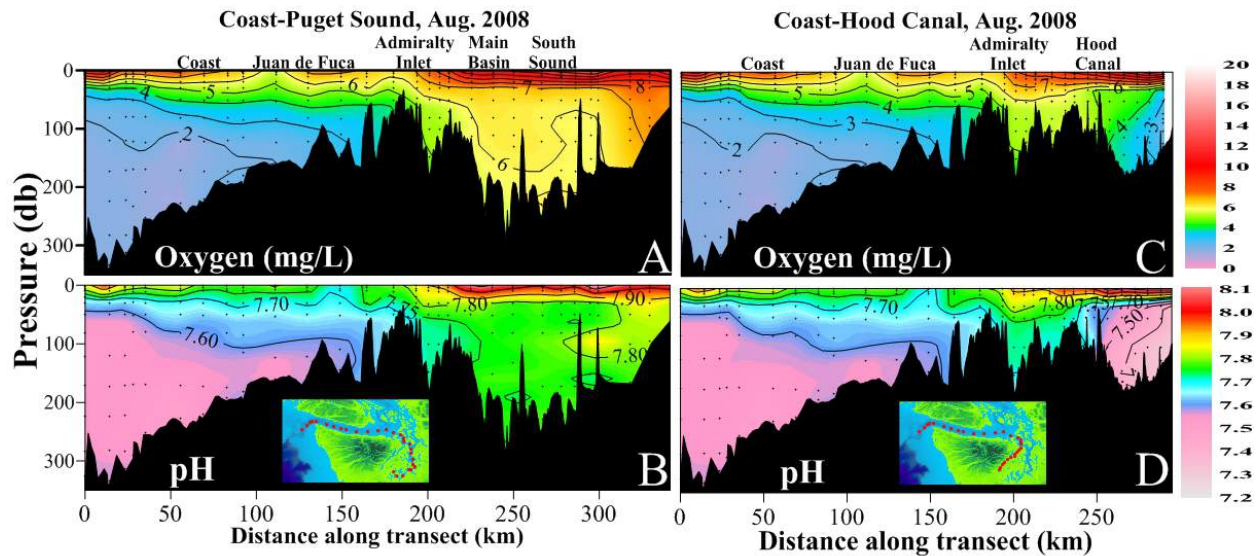 Coast-Puget Sound, Aug. 2008
Coast
Juan de Fuca
Admiralty
Inlet
Main
Basin
South
Sound
Pressure (db)
0
100
200
300
4
5
6
7
8
2
6
Oxygen (mg/L)
A
0
100
200
300
7.70
7.75
7.80
7.90
7.60
7.80
pH
B
0
50
100
150
200
250
300
Distance along transect (km)
Coast-Hood Canal, Aug. 2008
Coast
Juan de Fuca
Admiralty
Inlet
Hood
Canal
4
5
4
5
7
6
3
2
4
3
Oxygen (mg/L)
C
20
18
16
14
12
10
8
6
4
2
0
7.70
7.80
7.70
7.60
7.50
pH
D
8.1
8.0
7.9
7.8
7.7
7.6
7.5
7.4
7.3
7.2
0
50
100
150
200
250
Distance along transect (km)